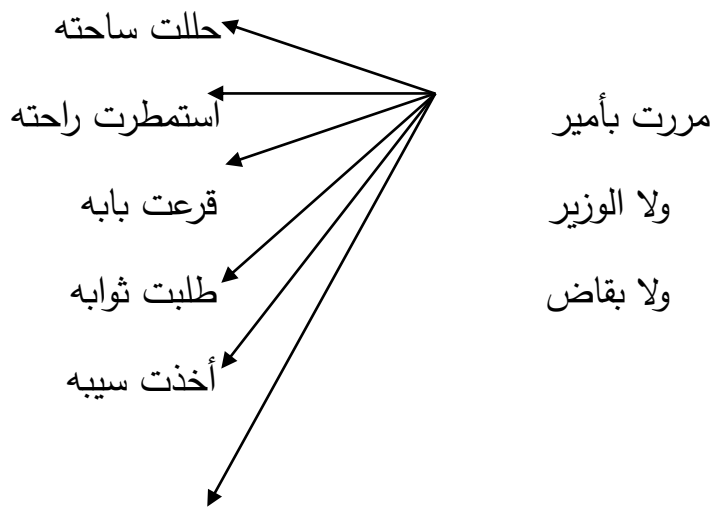 حللت ساحته
مررت بأمير
استمطرت راحته
ولا الوزير
قرعت بابه
ولا بقاض
طلبت ثوابه
أخذت سيبه